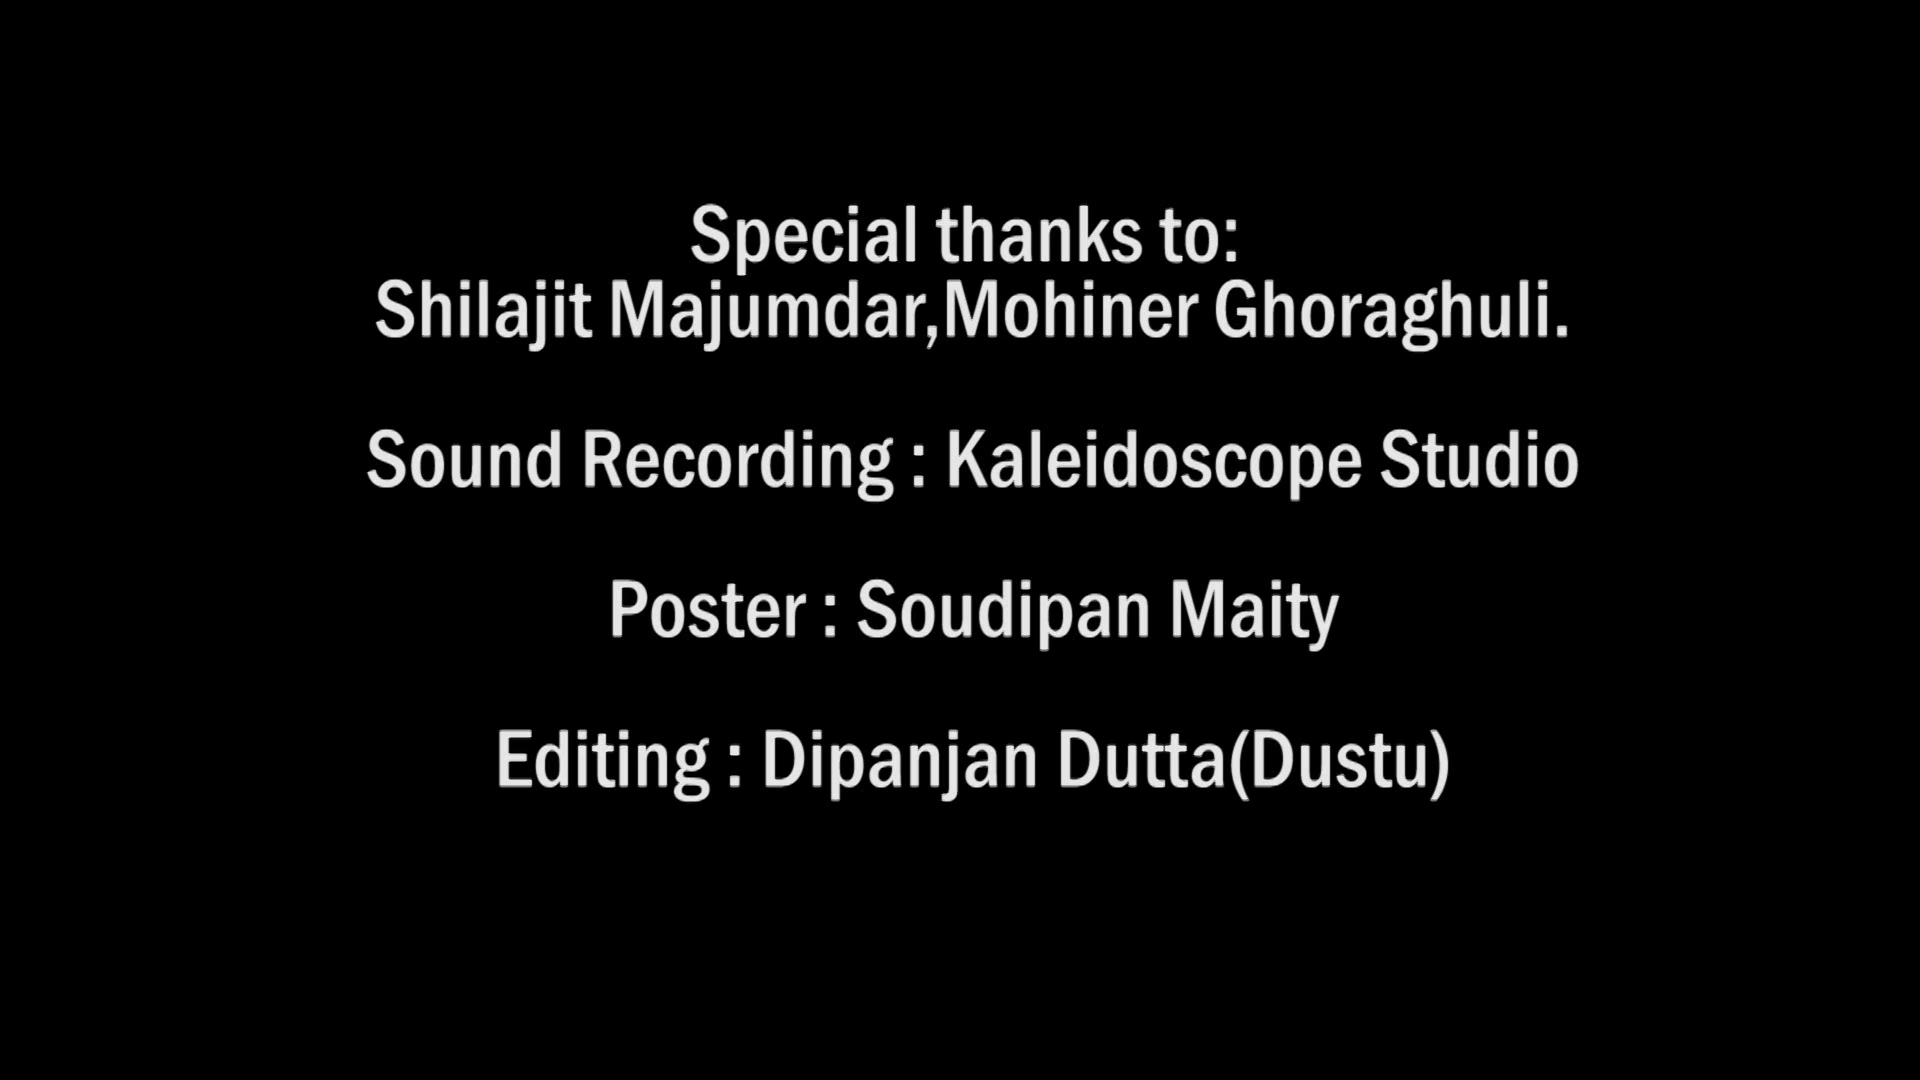 Special thanks to:
Shilajit Majumdar,Mohiner Ghoraghuli.
Sound Recording : Kaleidoscope Studio
Poster : Soudipan Maity
Editing : Dipanjan Dutta(Dustu)